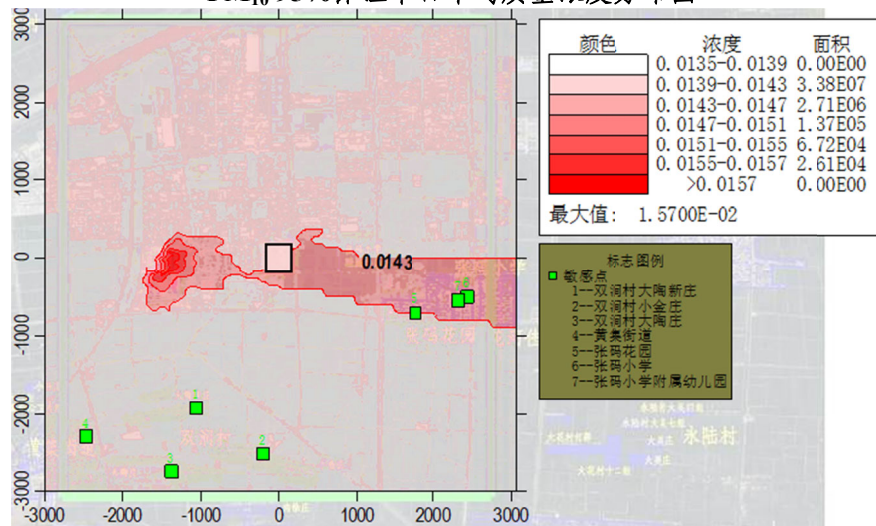 颜色 浓度 面积
0.0135-0.0139 0.00E00
0.0139-0.0143 3.38E07
0.0143-0.0147 2.71E06
0.0147-0.0151 1.37E05
0.0151-0.0155 6.72E04
0.0155-0.0157 2.61E04
>0.0157 0.00E00
最大值: 1.5700E-02
标志图例
敏感点
1--双涧村大陶新庄
2--双涧村小金庄
3--双涧村大陶庄
4--黄集街道
5--张码花园
6--张码小学
7--张码小学附属幼儿园
3000
2000
1000
0
-1000
-2000
-3000
0.0143
5
6
1
2
3
4
-3000 -2000 -1000 0 1000 2000 3000
永陆村